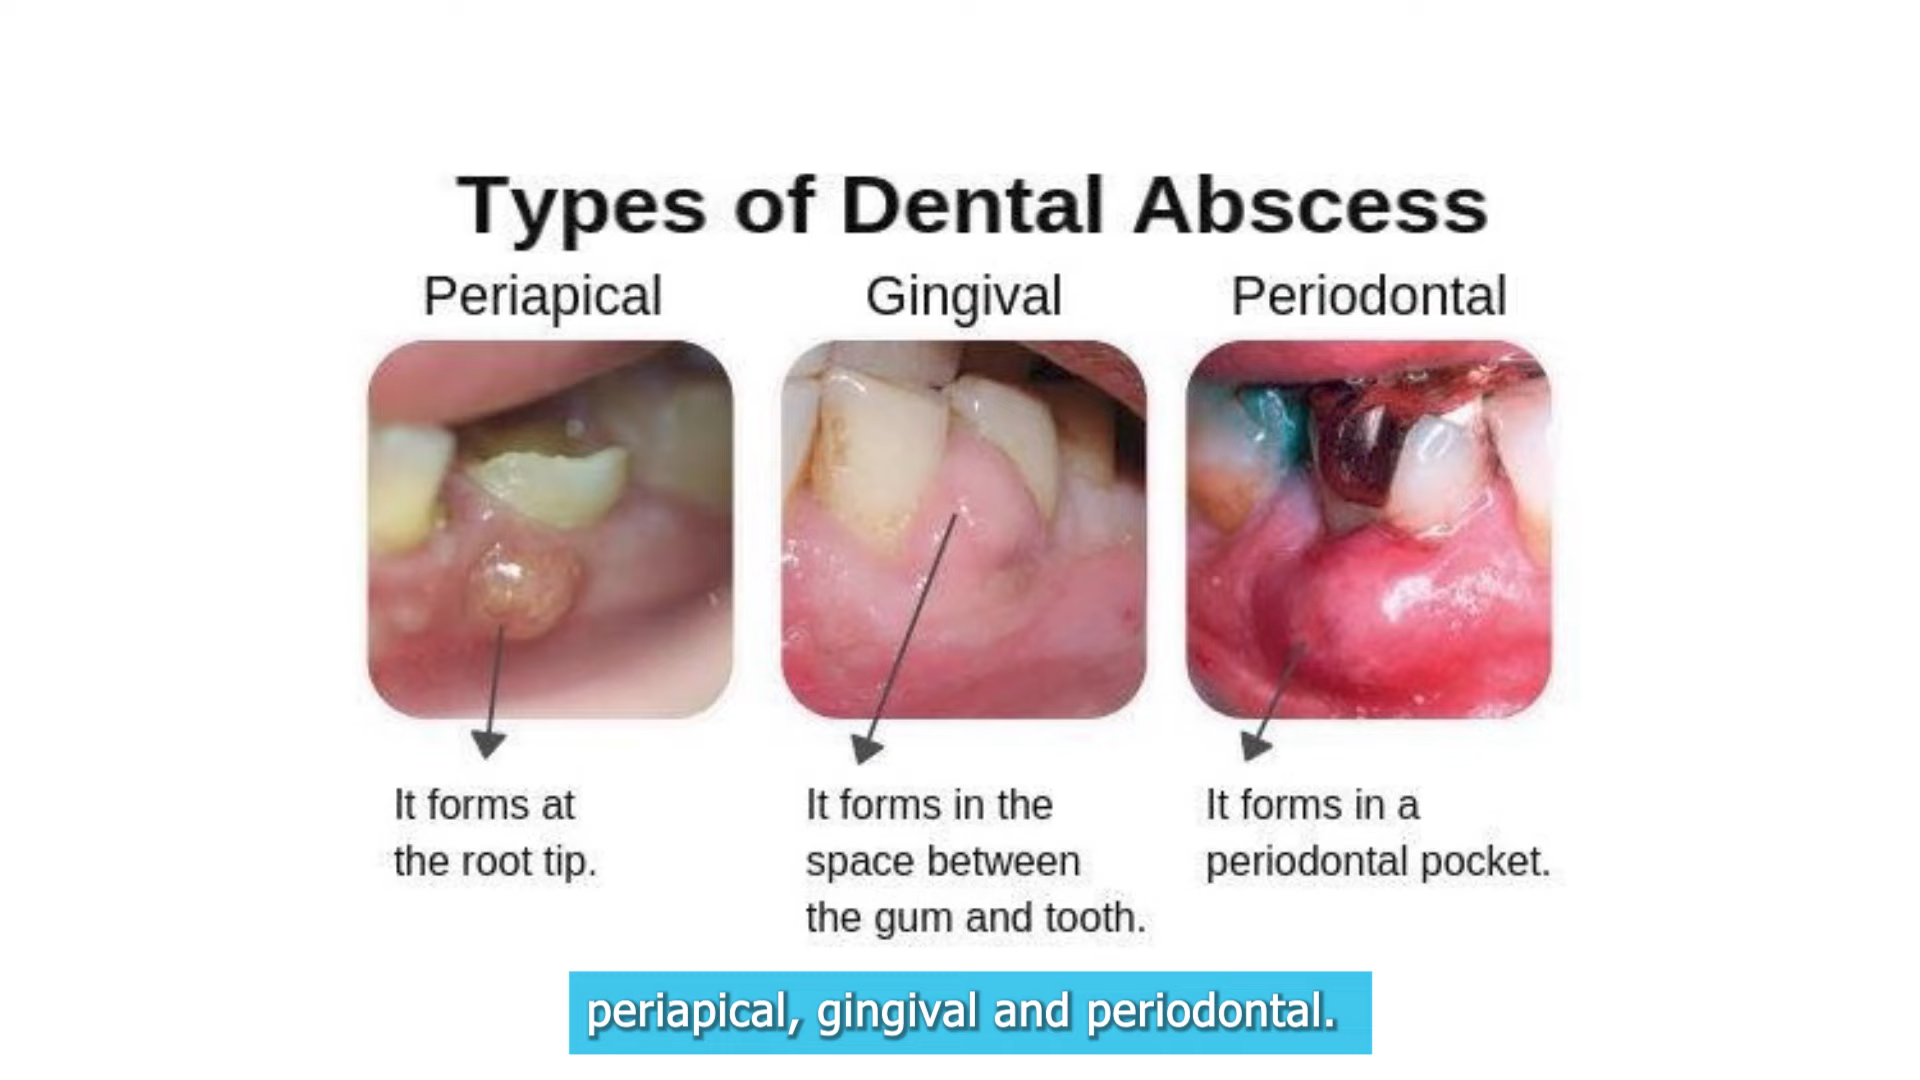 Types of Dental Abscess
Periapical
Gingival
Periodontal
It forms at
the root tip.
It forms in the
space between
the gum and tooth.
It forms in a
periodontal pocket.
periapical, gingival and periodontal.